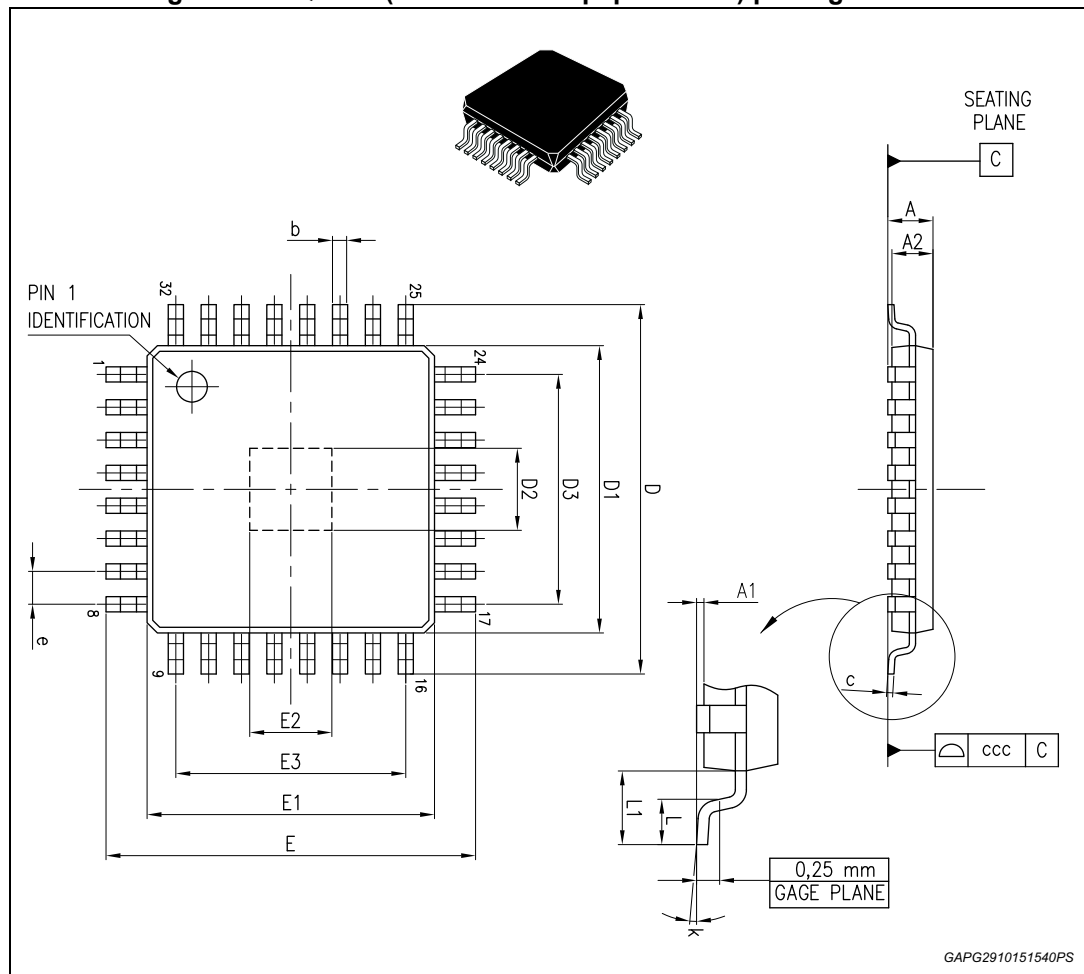 SEATING
PLANE
C
A
A2
b
32
25
PIN 1
IDENTIFICATION
1
24
D2
D3
D1
D
8
17
e
A1
9
16
c
E2
ccc C
E3
L1
L
E1
E
0,25 mm
GAGE PLANE
k
GAPG2910151540PS